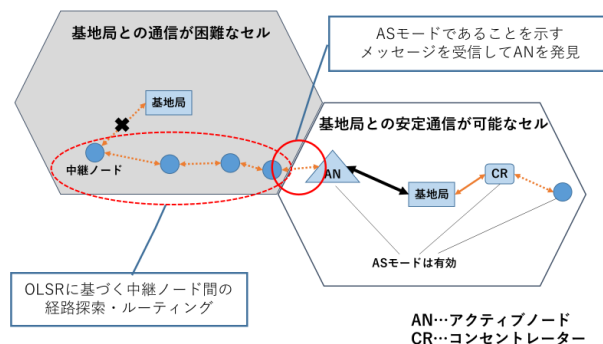 基地局との通信が困難なセル
ASモードであることを示す
メッセージを受信してANを発見
基地局
中継ノード
基地局との安定通信が可能なセル
AN
基地局
CR
ASモードは有効
OLSRに基づく中継ノード間の
経路探索・ルーティング
AN…アクティブノード
CR…コンセントレーター